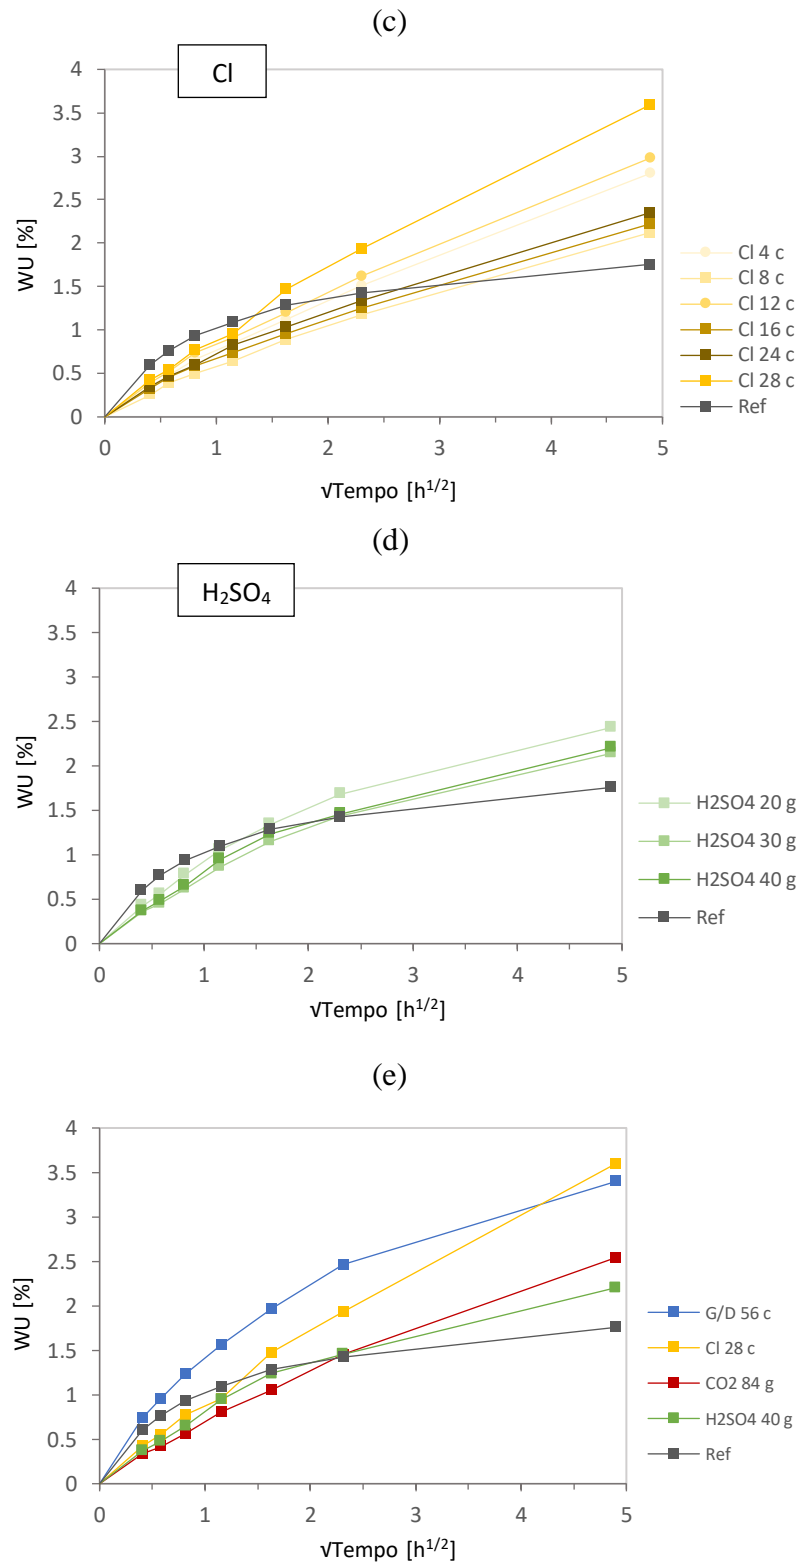 (c)
Cl
4
3.5
3
2.5
2
1.5
1
0.5
0
WU [%]
0 1 2 3 4 5
√Tempo [h1/2]
Cl 4 c
Cl 8 c
Cl 12 c
Cl 16 c
Cl 24 c
Cl 28 c
Ref
(d)
H2SO4
4
3.5
3
2.5
2
1.5
1
0.5
0
WU [%]
0 1 2 3 4 5
√Tempo [h1/2]
H2SO4 20 g
H2SO4 30 g
H2SO4 40 g
Ref
(e)
4
3.5
3
2.5
2
1.5
1
0.5
0
WU [%]
0 1 2 3 4 5
√Tempo [h1/2]
G/D 56 c
Cl 28 c
CO2 84 g
H2SO4 40 g
Ref